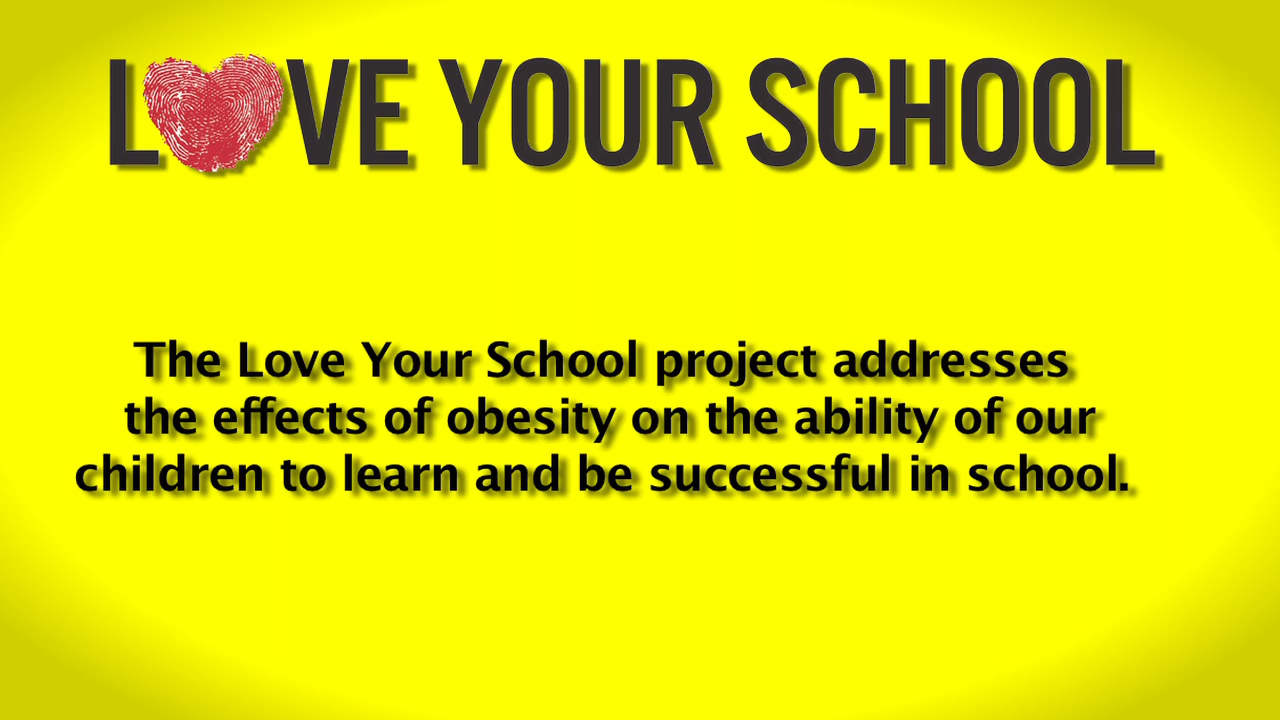 LOVE YOUR SCHOOL
The Love Your School project addresses
the effects of obesity on the ability of our
children to learn and be successful in school.